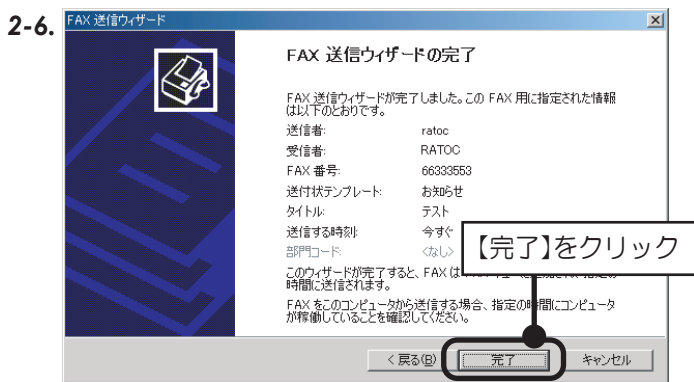 2-6.
FAX 送信ウィザード
FAX 送信ウィザードの完了
FAX 送信ウィザードが完了しました。この FAX 用に指定された情報
は以下のとおりです。
送信者: ratoc
受信者: RATOC
FAX 番号: 66333553
送付状テンプレート: お知らせ
タイトル: テスト
送信する時刻: 今すぐ
部門コード: <なし>
【完了】をクリック
このウィザードが完了すると、FAX は
時間に送信されます。
FAX をこのコンピュータから送信する場合、指定の時間にコンピュータ
が稼働していることを確認してください。
< 戻る(B) 完了 キャンセル